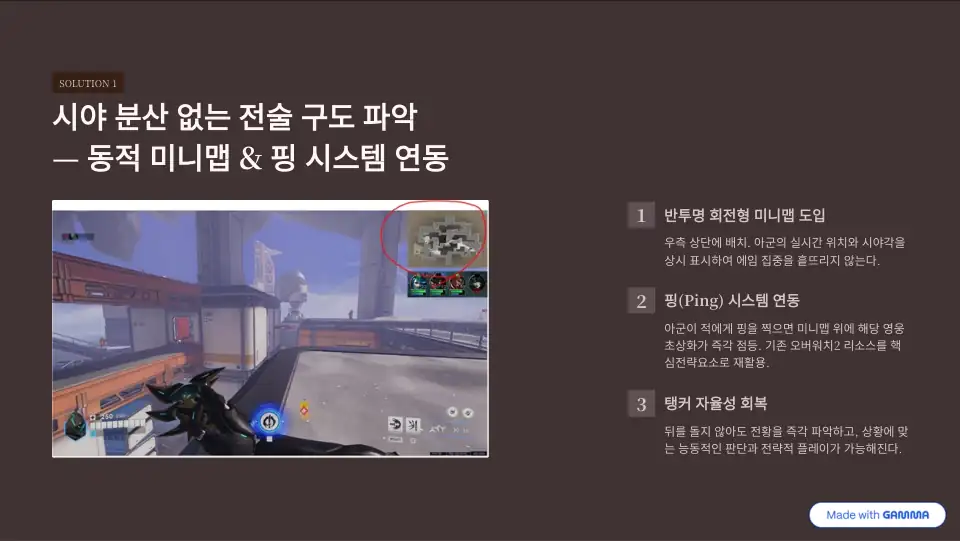 SOLUTION 1
시야 분산 없는 전술 구도 파악
— 동적 미니맵 & 핑 시스템 연동
1
반투명 회전형 미니맵 도입
우측 상단에 배치. 아군의 실시간 위치와 시야각을
상시 표시하여 에임 집중을 흩뜨리지 않는다.
2
핑(Ping) 시스템 연동
아군이 적에게 핑을 찍으면 미니맵 위에 해당 영웅
초상화가 즉각 점등. 기존 오버워치2 리소스를 핵
심전략요소로 재활용.
3
탱커 자율성 회복
뒤를 돌지 않아도 전황을 즉각 파악하고, 상황에 맞
는 능동적인 판단과 전략적 플레이가 가능해진다.
250
Made with GAMMA